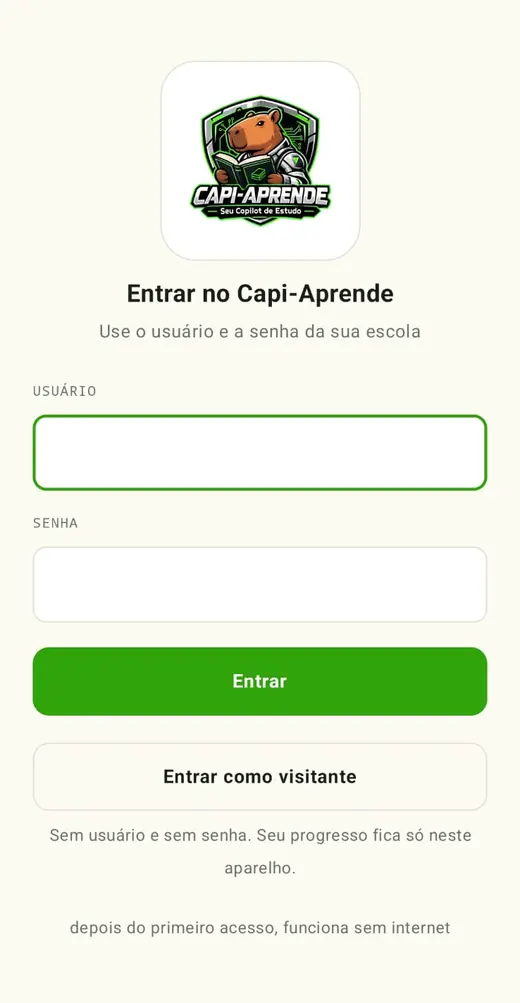 CAPI-APRENDE
Seu Copilot de Estudo
Entrar no Capi-Aprende
Use o usuário e a senha da sua escola
USUÁRIO
SENHA
Entrar
Entrar como visitante
Sem usuário e sem senha. Seu progresso fica só neste
aparelho.
depois do primeiro acesso, funciona sem internet